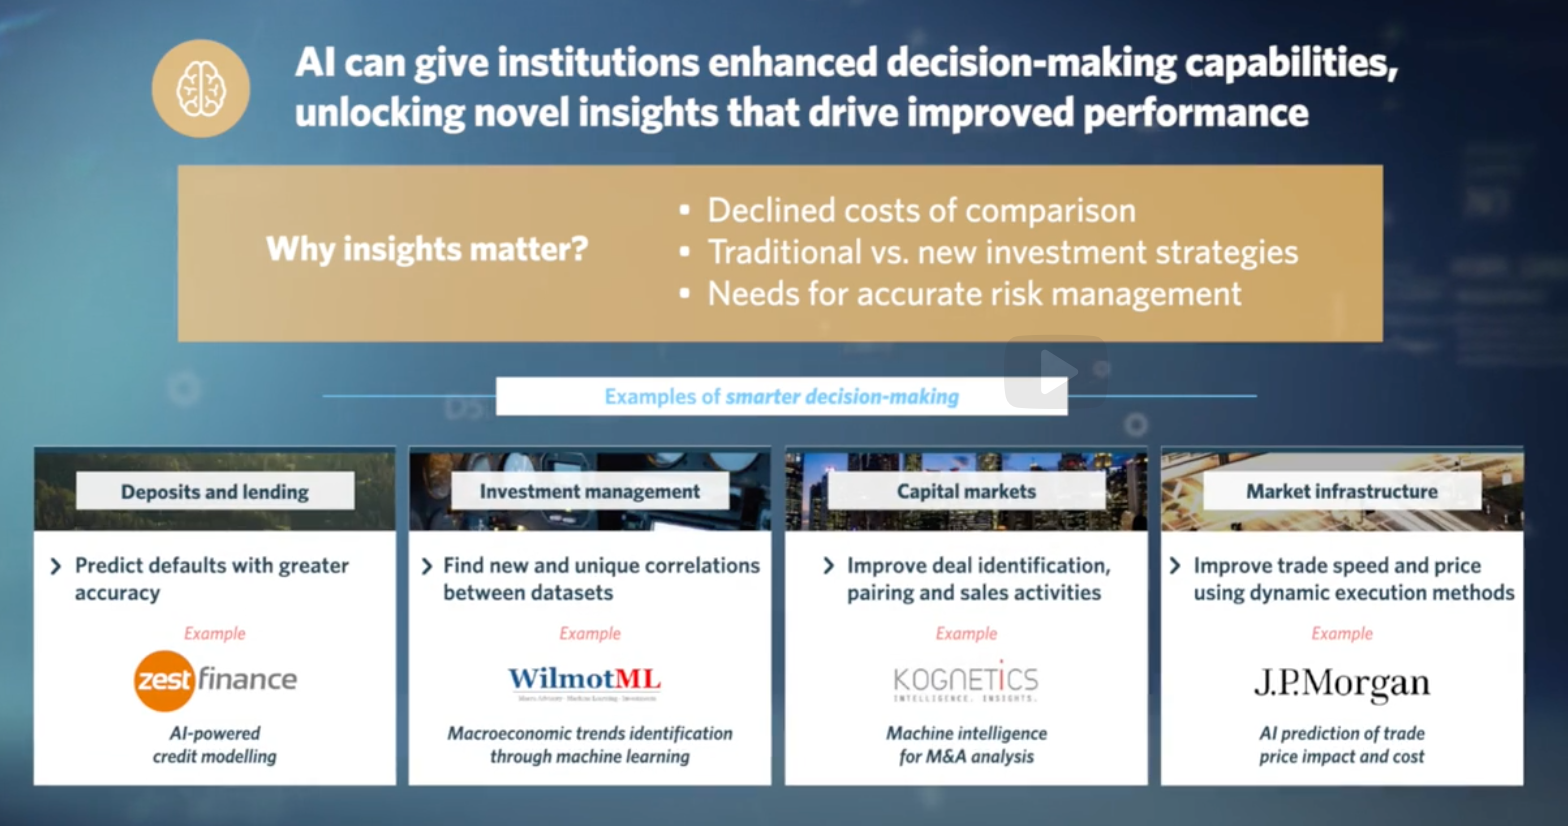 AI can give institutions enhanced decision-making capabilities,
unlocking novel insights that drive improved performance
Why insights matter?
• Declined costs of comparison
• Traditional vs. new investment strategies
• Needs for accurate risk management
Examples of smarter decision-making
Deposits and lending
Predict defaults with greater
accuracy
Example
zestfinance
AI-powered
credit modelling
Investment management
Find new and unique correlations
between datasets
Example
WilmotML
Macroeconomic trends identification
through machine learning
Capital markets
Improve deal identification,
pairing and sales activities
Example
KOGNETiCS
INTELLIGENCE. INSIGHTS.
Machine intelligence
for M&A analysis
Market infrastructure
Improve trade speed and price
using dynamic execution methods
Example
J.P.Morgan
AI prediction of trade
price impact and cost